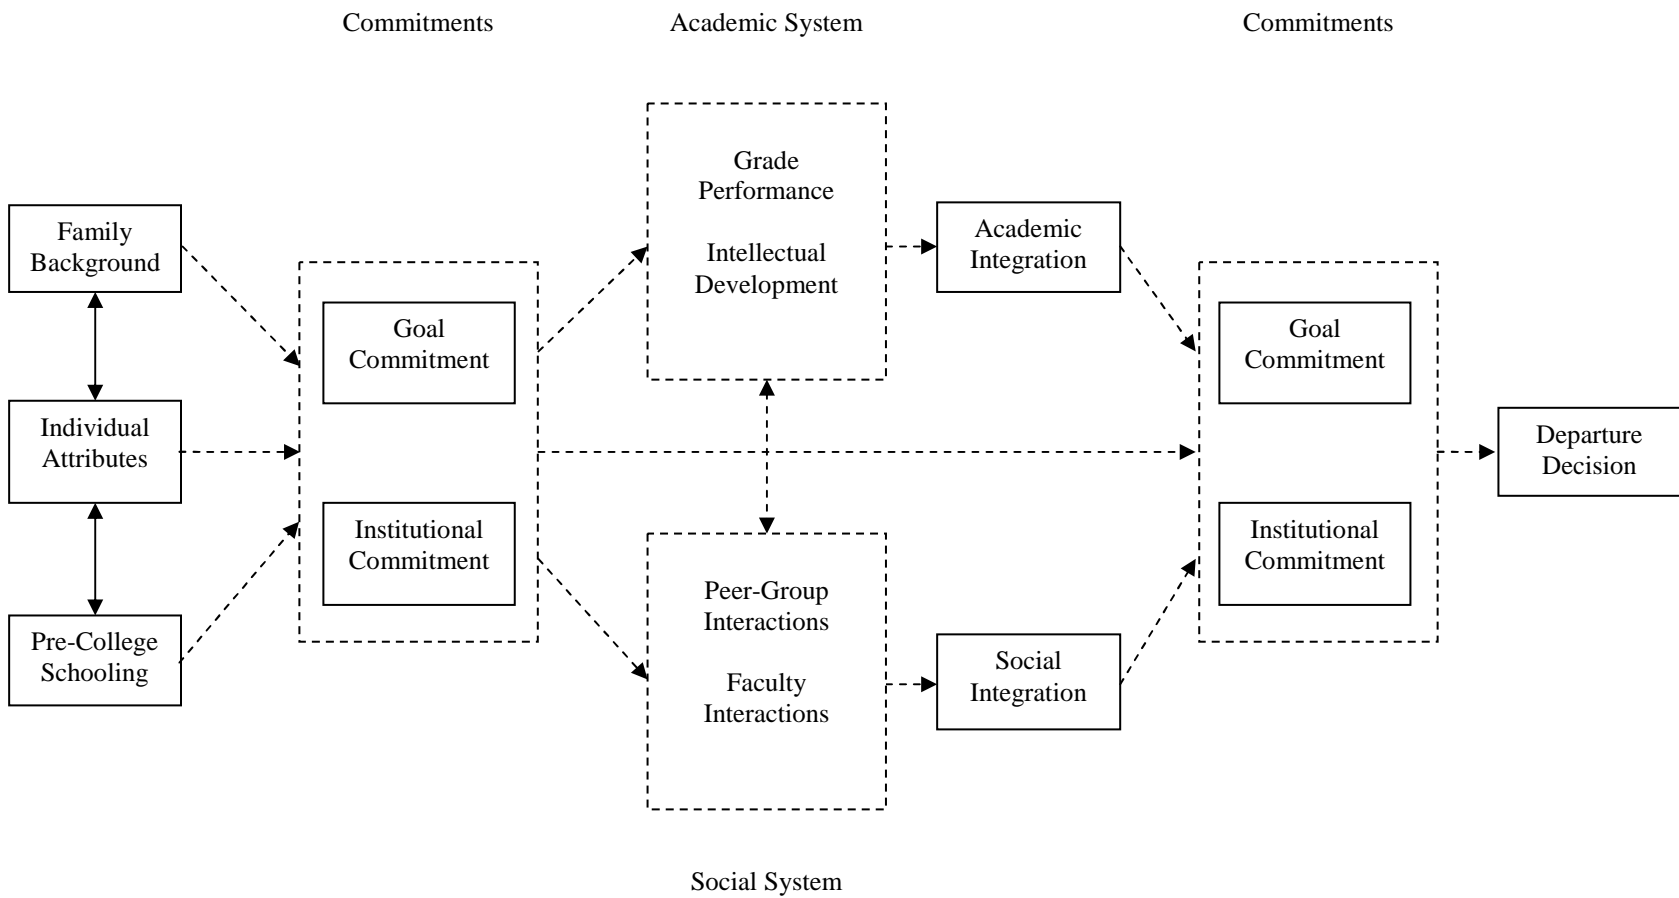 Commitments
Academic System
Commitments
Family
Background
Individual
Attributes
Pre-College
Schooling
Goal
Commitment
Institutional
Commitment
Grade
Performance
Intellectual
Development
Peer-Group
Interactions
Faculty
Interactions
Academic
Integration
Social
Integration
Goal
Commitment
Institutional
Commitment
Departure
Decision
Social System